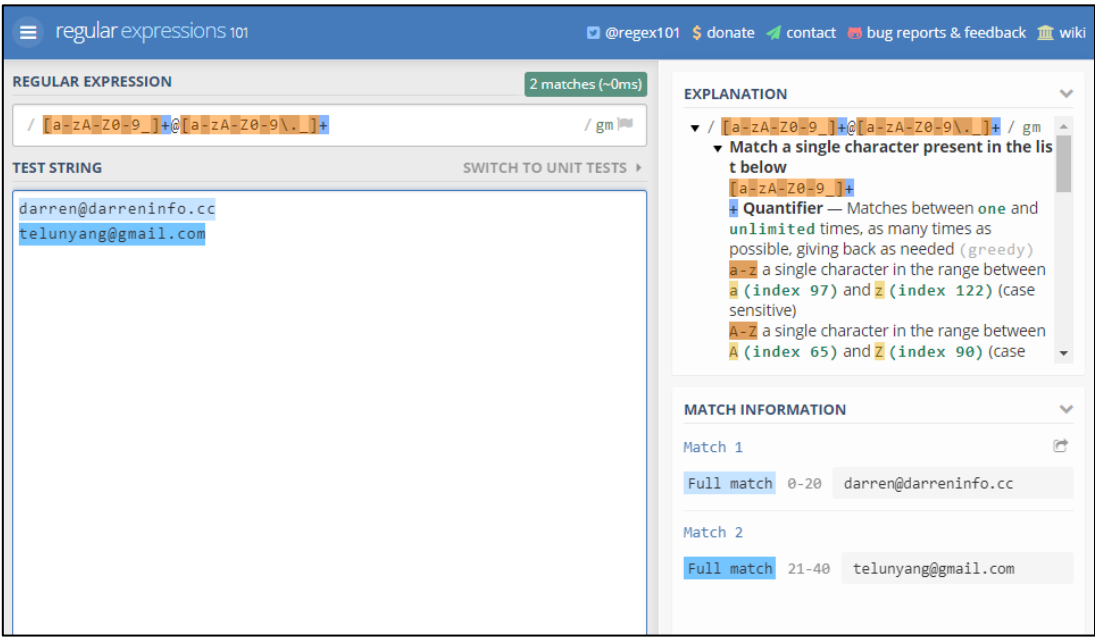 regular expressions 101
@regex101 $ donate contact bug reports & feedback wiki
REGULAR EXPRESSION
2 matches (~0ms)
/ [a-zA-Z0-9_]+@[a-zA-Z0-9\._]+ / gm
TEST STRING
SWITCH TO UNIT TESTS
darren@darreninfo.cc
telunyang@gmail.com
EXPLANATION
/ [a-zA-Z0-9_]+@[a-zA-Z0-9\._]+ / gm
Match a single character present in the lis
t below
[a-zA-Z0-9_]+
+ Quantifier — Matches between one and
unlimited times, as many times as
possible, giving back as needed (greedy)
a-z a single character in the range between
a (index 97) and z (index 122) (case
sensitive)
A-Z a single character in the range between
A (index 65) and Z (index 90) (case
MATCH INFORMATION
Match 1
Full match 0-20 darren@darreninfo.cc
Match 2
Full match 21-40 telunyang@gmail.com